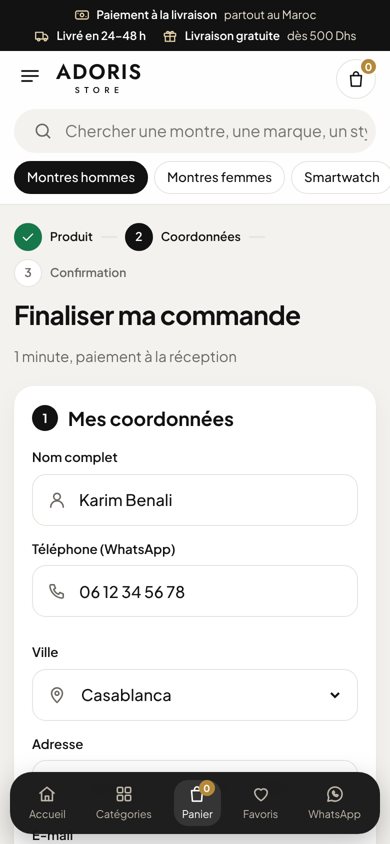 Paiement à la livraison partout au Maroc
Livré en 24–48 h Livraison gratuite dès 500 Dhs
ADORIS
STORE
0
Chercher une montre, une marque, un sty
Montres hommes Montres femmes Smartwatch
Produit 2 Coordonnées
3 Confirmation
Finaliser ma commande
1 minute, paiement à la réception
1 Mes coordonnées
Nom complet
Karim Benali
Téléphone (WhatsApp)
06 12 34 56 78
Ville
Casablanca
Adresse
0
Accueil Catégories Panier Favoris WhatsApp
E-mail